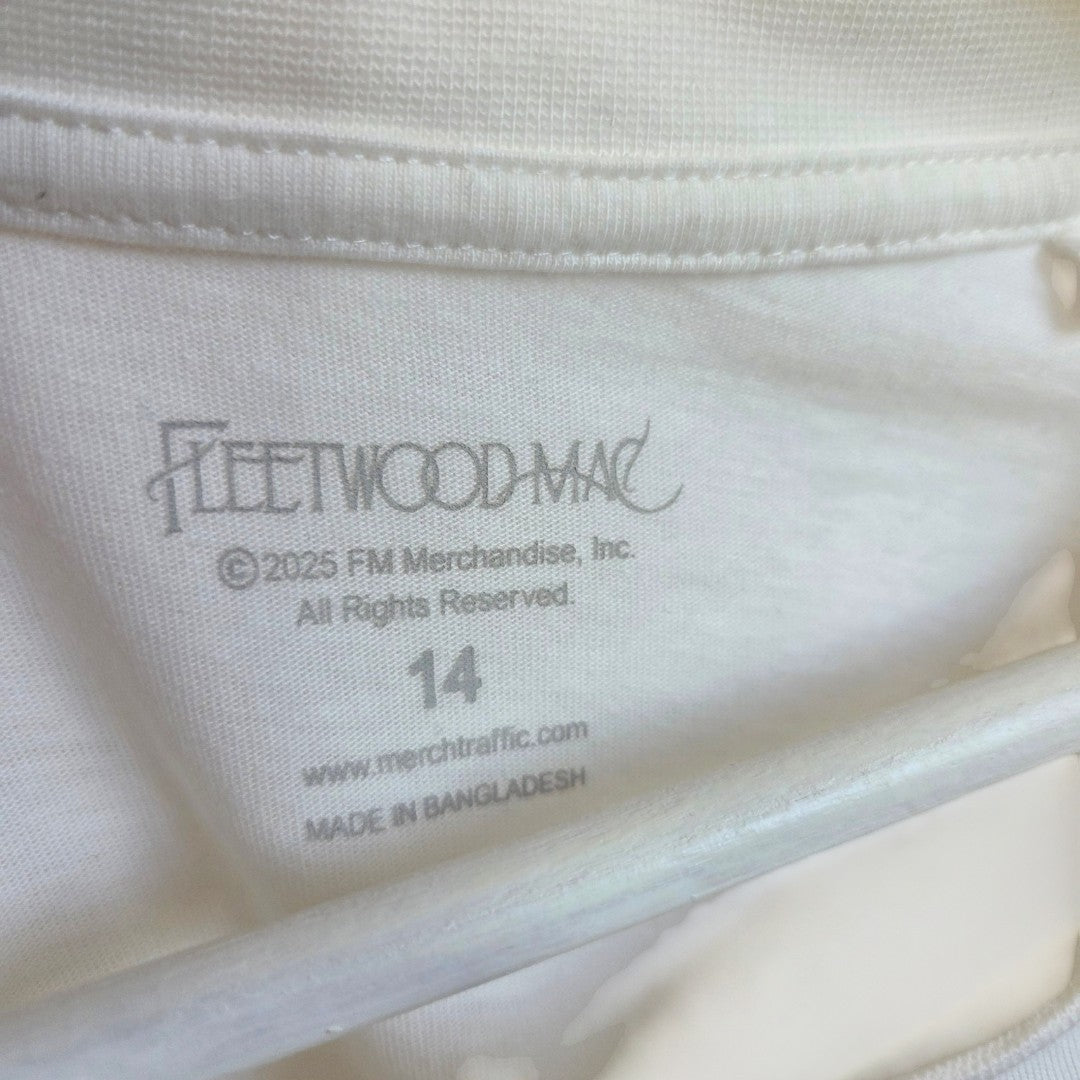 FLEETWOOD MAC
©2025 FM Merchandise, Inc.
All Rights Reserved.
14
www.merchtraffic.com
MADE IN BANGLADESH